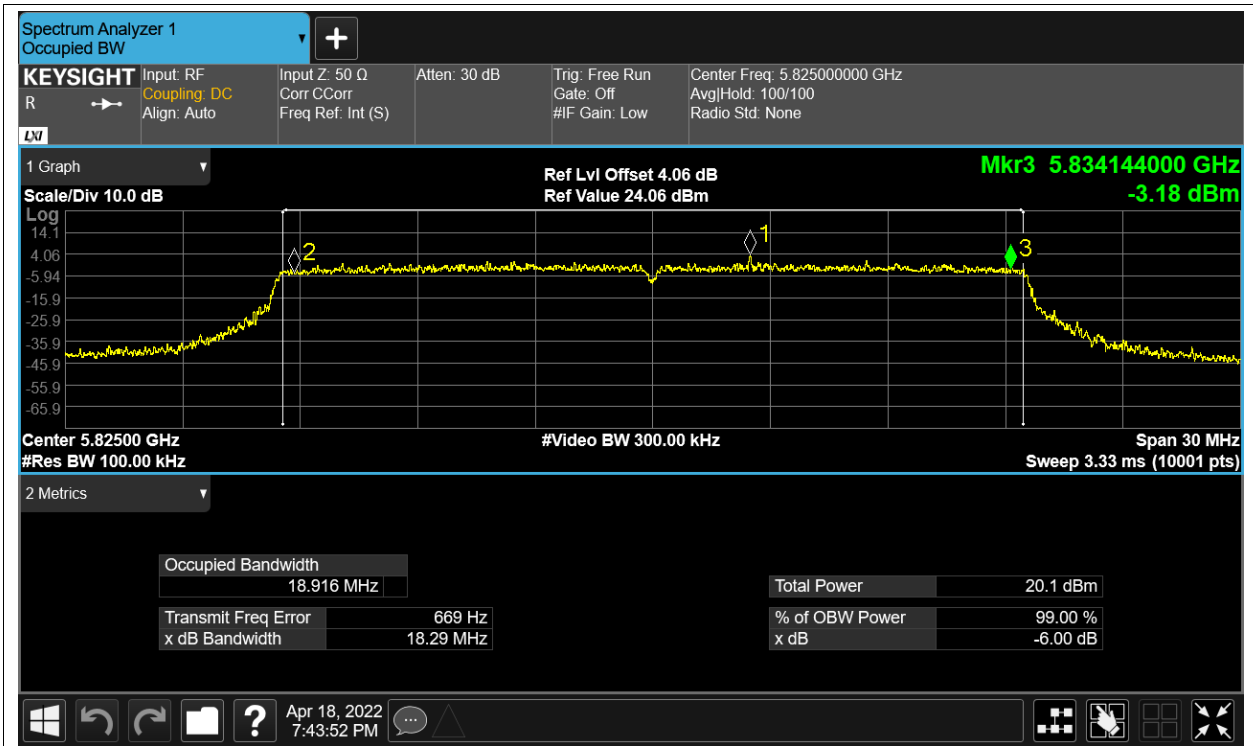 Spectrum Analyzer 1
Occupied BW
KEYSIGHT
R
LXI
Input: RF
Coupling: DC
Align: Auto
Input Z: 50 Ω
Corr CCorr
Freq Ref: Int (S)
Atten: 30 dB
Trig: Free Run
Gate: Off
#IF Gain: Low
Center Freq: 5.825000000 GHz
Avg|Hold: 100/100
Radio Std: None
1 Graph
Scale/Div 10.0 dB
Ref Lvl Offset 4.06 dB
Ref Value 24.06 dBm
Mkr3 5.834144000 GHz
-3.18 dBm
Log
14.1
4.06
-5.94
-15.9
-25.9
-35.9
-45.9
-55.9
-65.9
2
1
3
Center 5.82500 GHz
#Res BW 100.00 kHz
#Video BW 300.00 kHz
Span 30 MHz
Sweep 3.33 ms (10001 pts)
2 Metrics
Occupied Bandwidth
18.916 MHz
Transmit Freq Error 669 Hz
x dB Bandwidth 18.29 MHz
Total Power 20.1 dBm
% of OBW Power 99.00 %
x dB -6.00 dB
?
Apr 18, 2022
7:43:52 PM